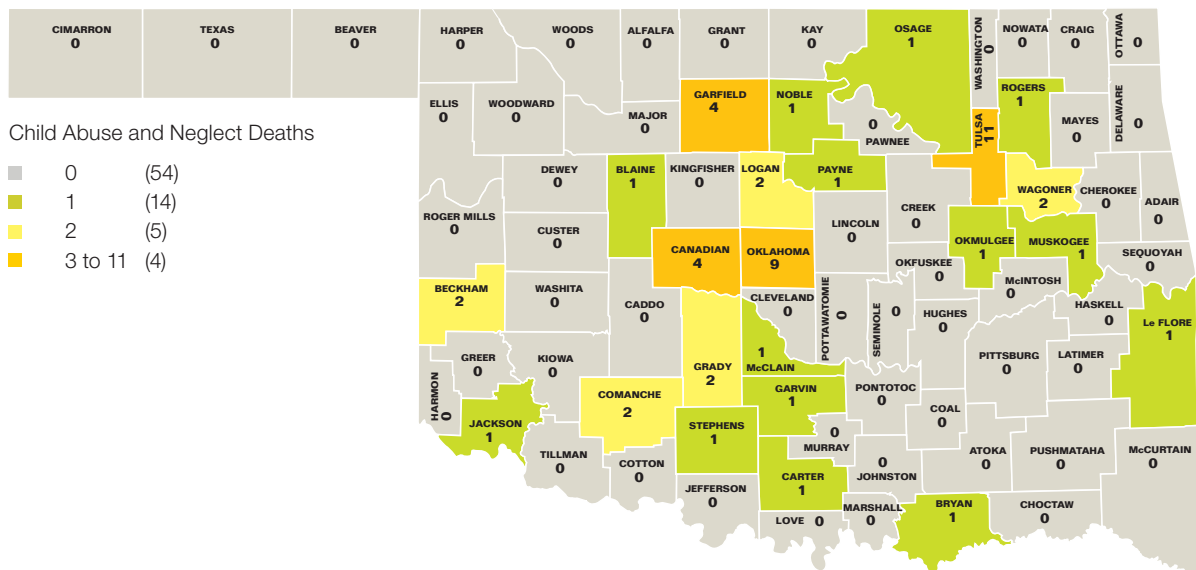 CIMARRON
0
TEXAS
0
BEAVER
0
HARPER
0
WOODS
0
ALFALFA
0
GRANT
0
KAY
0
OSAGE
1
WASHINGTON
0
NOWATA
0
CRAIG
0
OTTAWA
0
ELLIS
0
WOODWARD
0
MAJOR
0
GARFIELD
4
NOBLE
1
0
PAWNEE
TULSA
11
ROGERS
1
MAYES
0
DELAWARE
0
Child Abuse and Neglect Deaths
0 (54)
1 (14)
2 (5)
3 to 11 (4)
DEWEY
0
BLAINE
1
KINGFISHER
0
LOGAN
2
PAYNE
1
CREEK
0
WAGONER
2
CHEROKEE
0
ADAIR
0
ROGER MILLS
0
CUSTER
0
CANADIAN
4
OKLAHOMA
9
LINCOLN
0
OKFUSKEE
0
OKMULGEE
1
MUSKOGEE
1
McINTOSH
0
SEQUOYAH
0
BECKHAM
2
WASHITA
0
CADDO
0
GRADY
2
CLEVELAND
0
1
McCLAIN
POTTAWATOMIE
0
SEMINOLE
0
HUGHES
0
PITTSBURG
0
HASKELL
0
LATIMER
0
Le FLORE
1
HARMON
0
GREER
0
KIOWA
0
JACKSON
1
COMANCHE
2
TILLMAN
0
COTTON
0
STEPHENS
1
JEFFERSON
0
GARVIN
1
0
MURRAY
CARTER
1
LOVE 0
PONTOTOC
0
0
JOHNSTON
MARSHALL
0
COAL
0
ATOKA
0
BRYAN
1
PUSHMATAHA
0
CHOCTAW
0
McCURTAIN
0